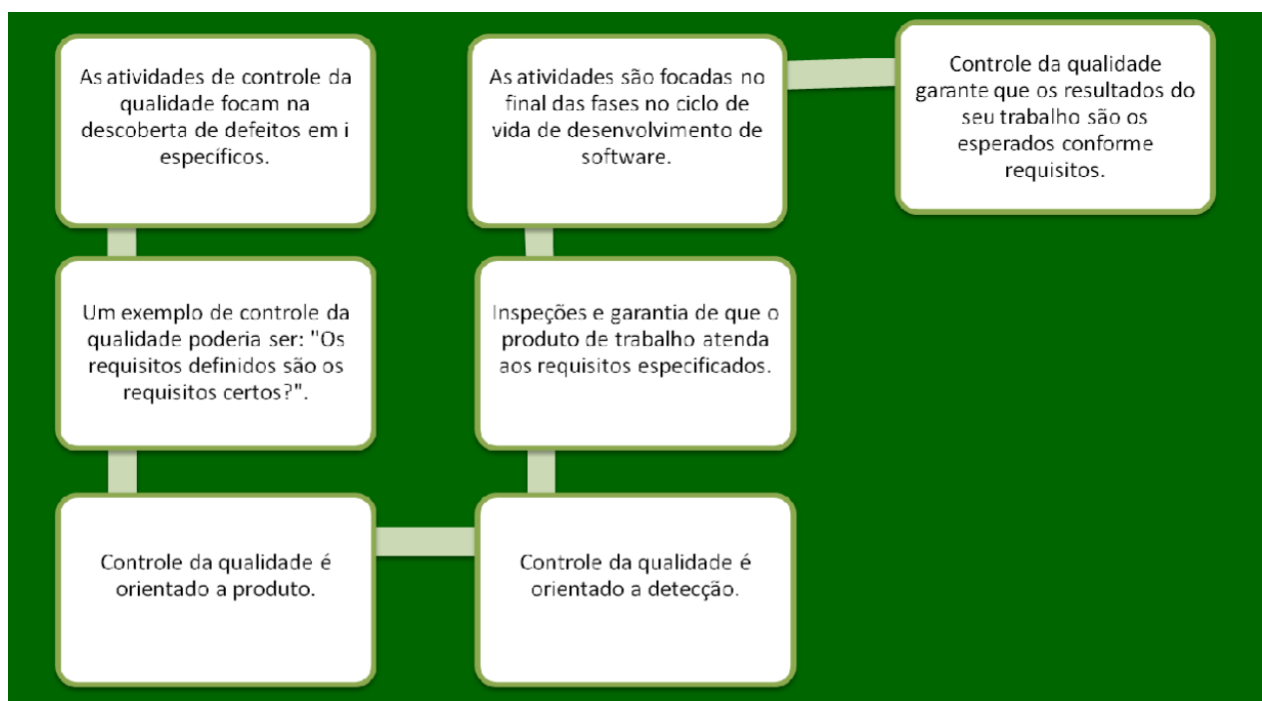 As atividades de controle da
qualidade focam na
descoberta de defeitos em i
específicos.
Um exemplo de controle da
qualidade poderia ser: "Os
requisitos definidos são os
requisitos certos?".
Controle da qualidade é
orientado a produto.
Controle da qualidade é
orientado a detecção.
Inspeções e garantia de que o
produto de trabalho atenda
aos requisitos especificados.
As atividades são focadas no
final das fases no ciclo de
vida de desenvolvimento de
software.
Controle da qualidade
garante que os resultados do
seu trabalho são os
esperados conforme
requisitos.